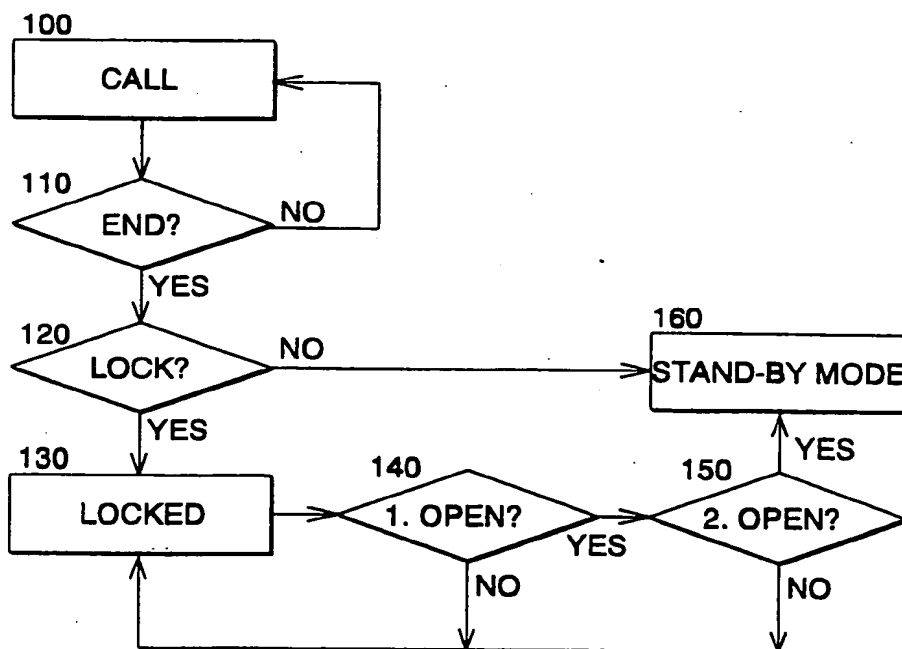 100
CALL
110
END?
NO
YES
120
LOCK?
NO
160
STAND-BY MODE
YES
130
LOCKED
140
1. OPEN?
YES
NO
150
2. OPEN?
YES
NO